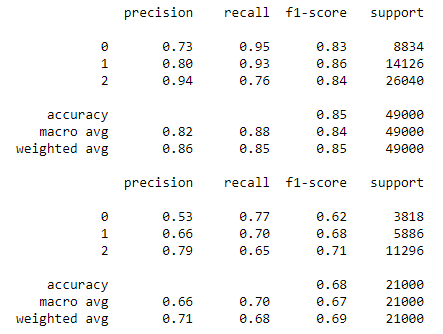 precision recall f1-score support
0 0.73 0.95 0.83 8834
1 0.80 0.93 0.86 14126
2 0.94 0.76 0.84 26040
accuracy 0.85 49000
macro avg 0.82 0.88 0.84 49000
weighted avg 0.86 0.85 0.85 49000
precision recall f1-score support
0 0.53 0.77 0.62 3818
1 0.66 0.70 0.68 5886
2 0.79 0.65 0.71 11296
accuracy 0.68 21000
macro avg 0.66 0.70 0.67 21000
weighted avg 0.71 0.68 0.69 21000